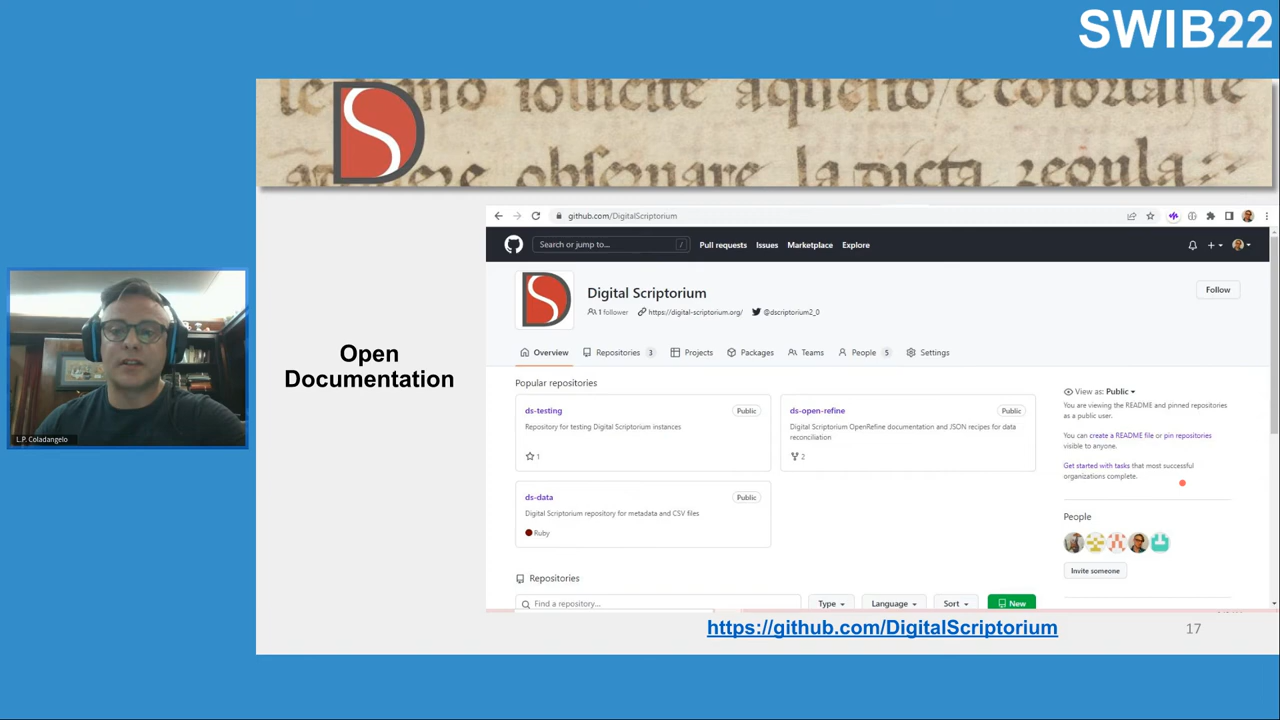 SWIB22
le
aqueito / e
obseruare la dicta regula
github.com/DigitalScriptorium
Search or jump to... /
Pull requests Issues Marketplace Explore
Digital Scriptorium
Follow
1 follower https://digital-scriptorium.org/ @dscriptorium2_0
Overview Repositories 3 Projects Packages Teams People 5 Settings
Open
Documentation
L.P. Coladangelo
Popular repositories
ds-testing Public
Repository for testing Digital Scriptorium instances
1
ds-open-refine Public
Digital Scriptorium OpenRefine documentation and JSON recipes for data
reconciliation
2
ds-data Public
Digital Scriptorium repository for metadata and CSV files
Ruby
View as: Public
You are viewing the README and pinned repositories
as a public user.
You can create a README file or pin repositories
visible to anyone.
Get started with tasks that most successful
organizations complete.
People
Invite someone
Repositories
Find a repository...
Type Language Sort New
https://github.com/DigitalScriptorium
17